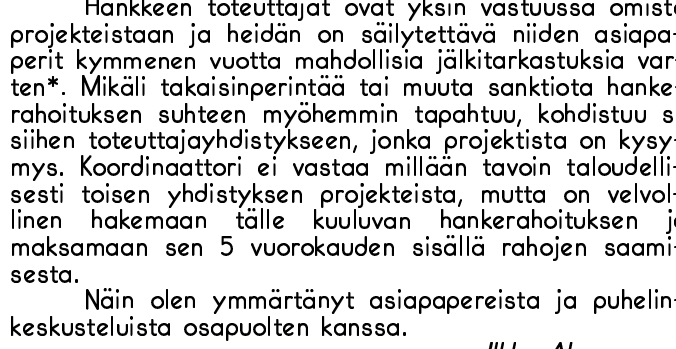 Hankkeen toteuttajat ovat yksin vastuussa
projekteistaan ja heidän on säilytettävä niiden asiapa-
perit kymmenen vuotta mahdollisia jälkitarkastuksia var-
ten*. Mikäli takaisinperintää tai muuta sanktiota hanke-
rahoituksen suhteen myöhemmin tapahtuu, kohdistuu
siihen toteuttajayhdistykseen, jonka projektista on kysy-
mys. Koordinaattori ei vastaa millään tavoin taloudelli-
sesti toisen yhdistyksen projekteista, mutta on velvol-
linen hakemaan tälle kuuluvan hankerahoituksen
maksamaan sen 5 vuorokauden sisällä rahojen saami-
sesta.
Näin olen ymmärtänyt asiapapereista ja puhelin-
keskusteluista osapuolten kanssa.